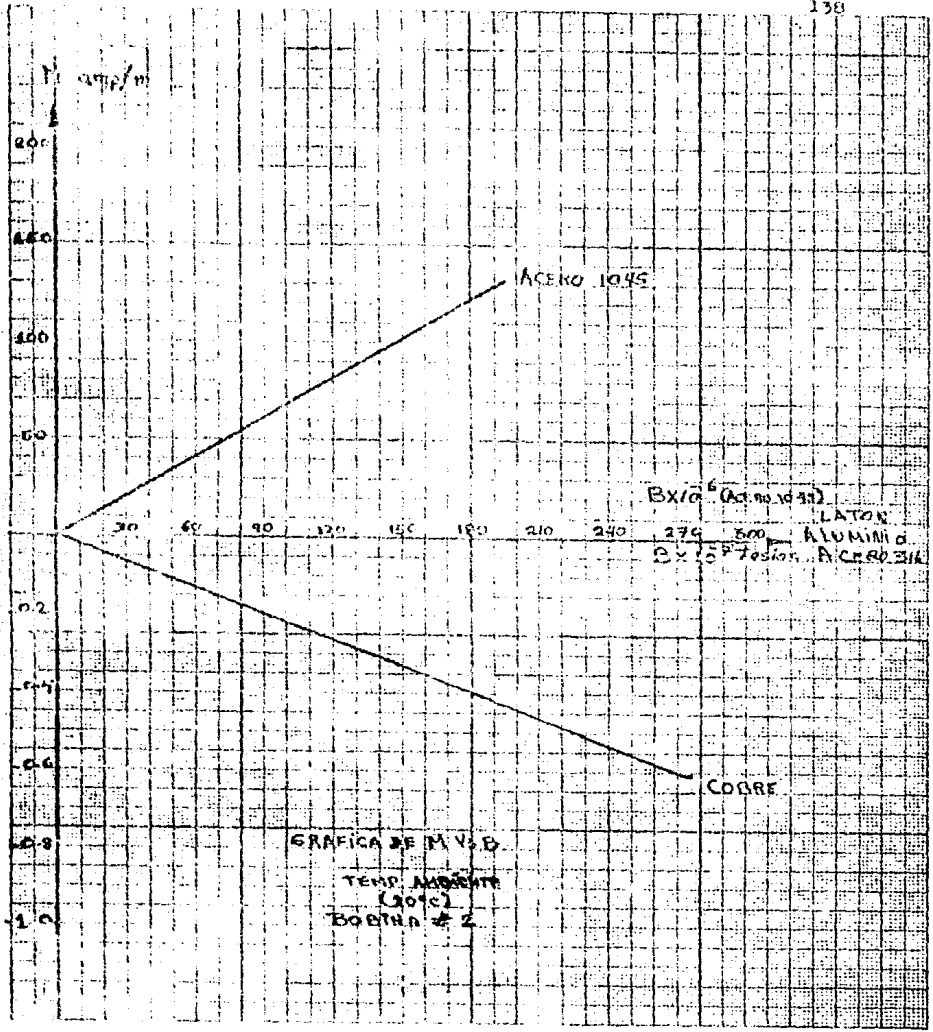 138
M amp/m
200
150
ACERO 1045
100
50
LATON
30 60 90 120 150 180 210 240 270 300 ALUMINIO
ACERO 316
0.2
0.4
0.6
COBRE
0.8
GRAFICA DE M VS B.
TEMP AMBIENTE
(20°C)
BOBINA # 2
-1.0